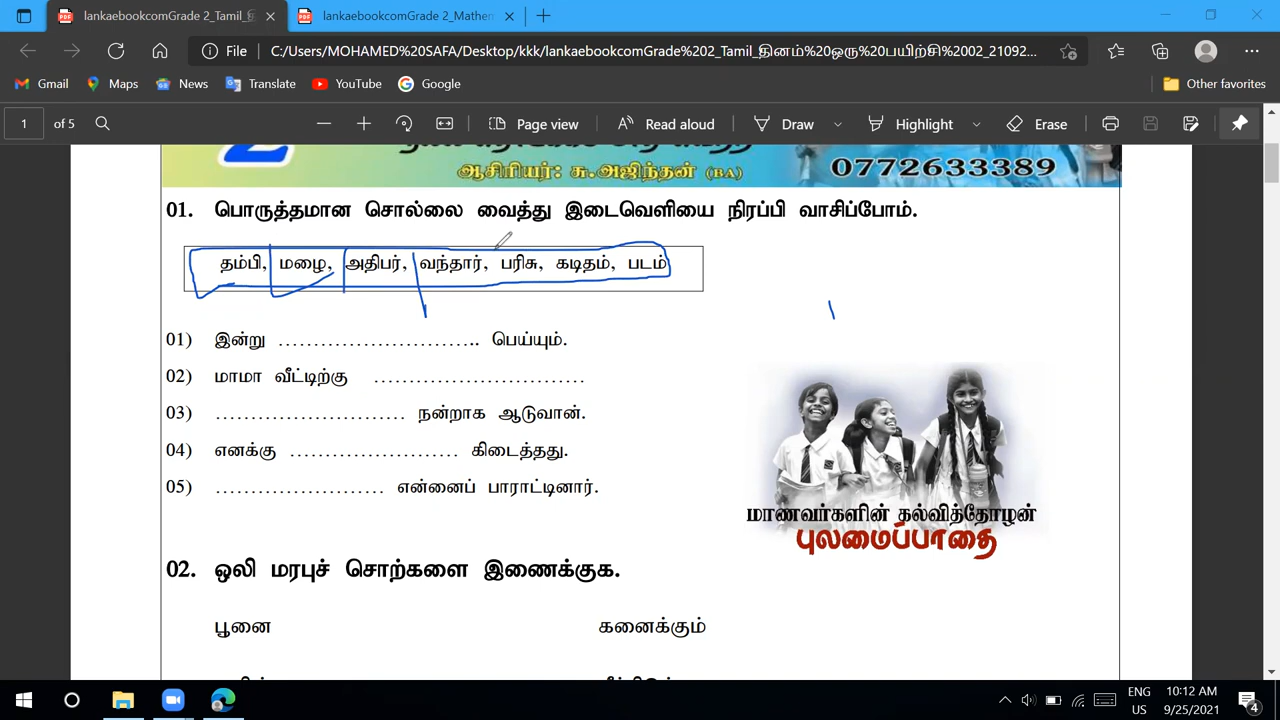 lankaebookcomGrade 2_Tamil_தி
lankaebookcomGrade 2_Mathem
File C:/Users/MOHAMED%20SAFA/Desktop/kkk/lankaebookcomGrade%202_Tamil_தினம்%20ஒரு%20பயிற்சி%2002_21092...
Gmail Maps News Translate YouTube Google Other favorites
1 of 5 Page view Read aloud Draw Highlight Erase
ஆசிரியர்: சு.அஜிந்தன் (BA) 0772633389
01. பொருத்தமான சொல்லை வைத்து இடைவெளியை நிரப்பி வாசிப்போம்.
தம்பி, மழை, அதிபர், வந்தார், பரிசு, கடிதம், படம்
01) இன்று ............................. பெய்யும்.
02) மாமா வீட்டிற்கு ..............................
03) ........................... நன்றாக ஆடுவான்.
04) எனக்கு ........................ கிடைத்தது.
05) ........................ என்னைப் பாராட்டினார்.
மாணவர்களின் கல்வித்தோழன்
புலமைப்பாதை
02. ஒலி மரபுச் சொற்களை இணைக்குக.
பூனை கனைக்கும்
ENG
US
10:12 AM
9/25/2021
4